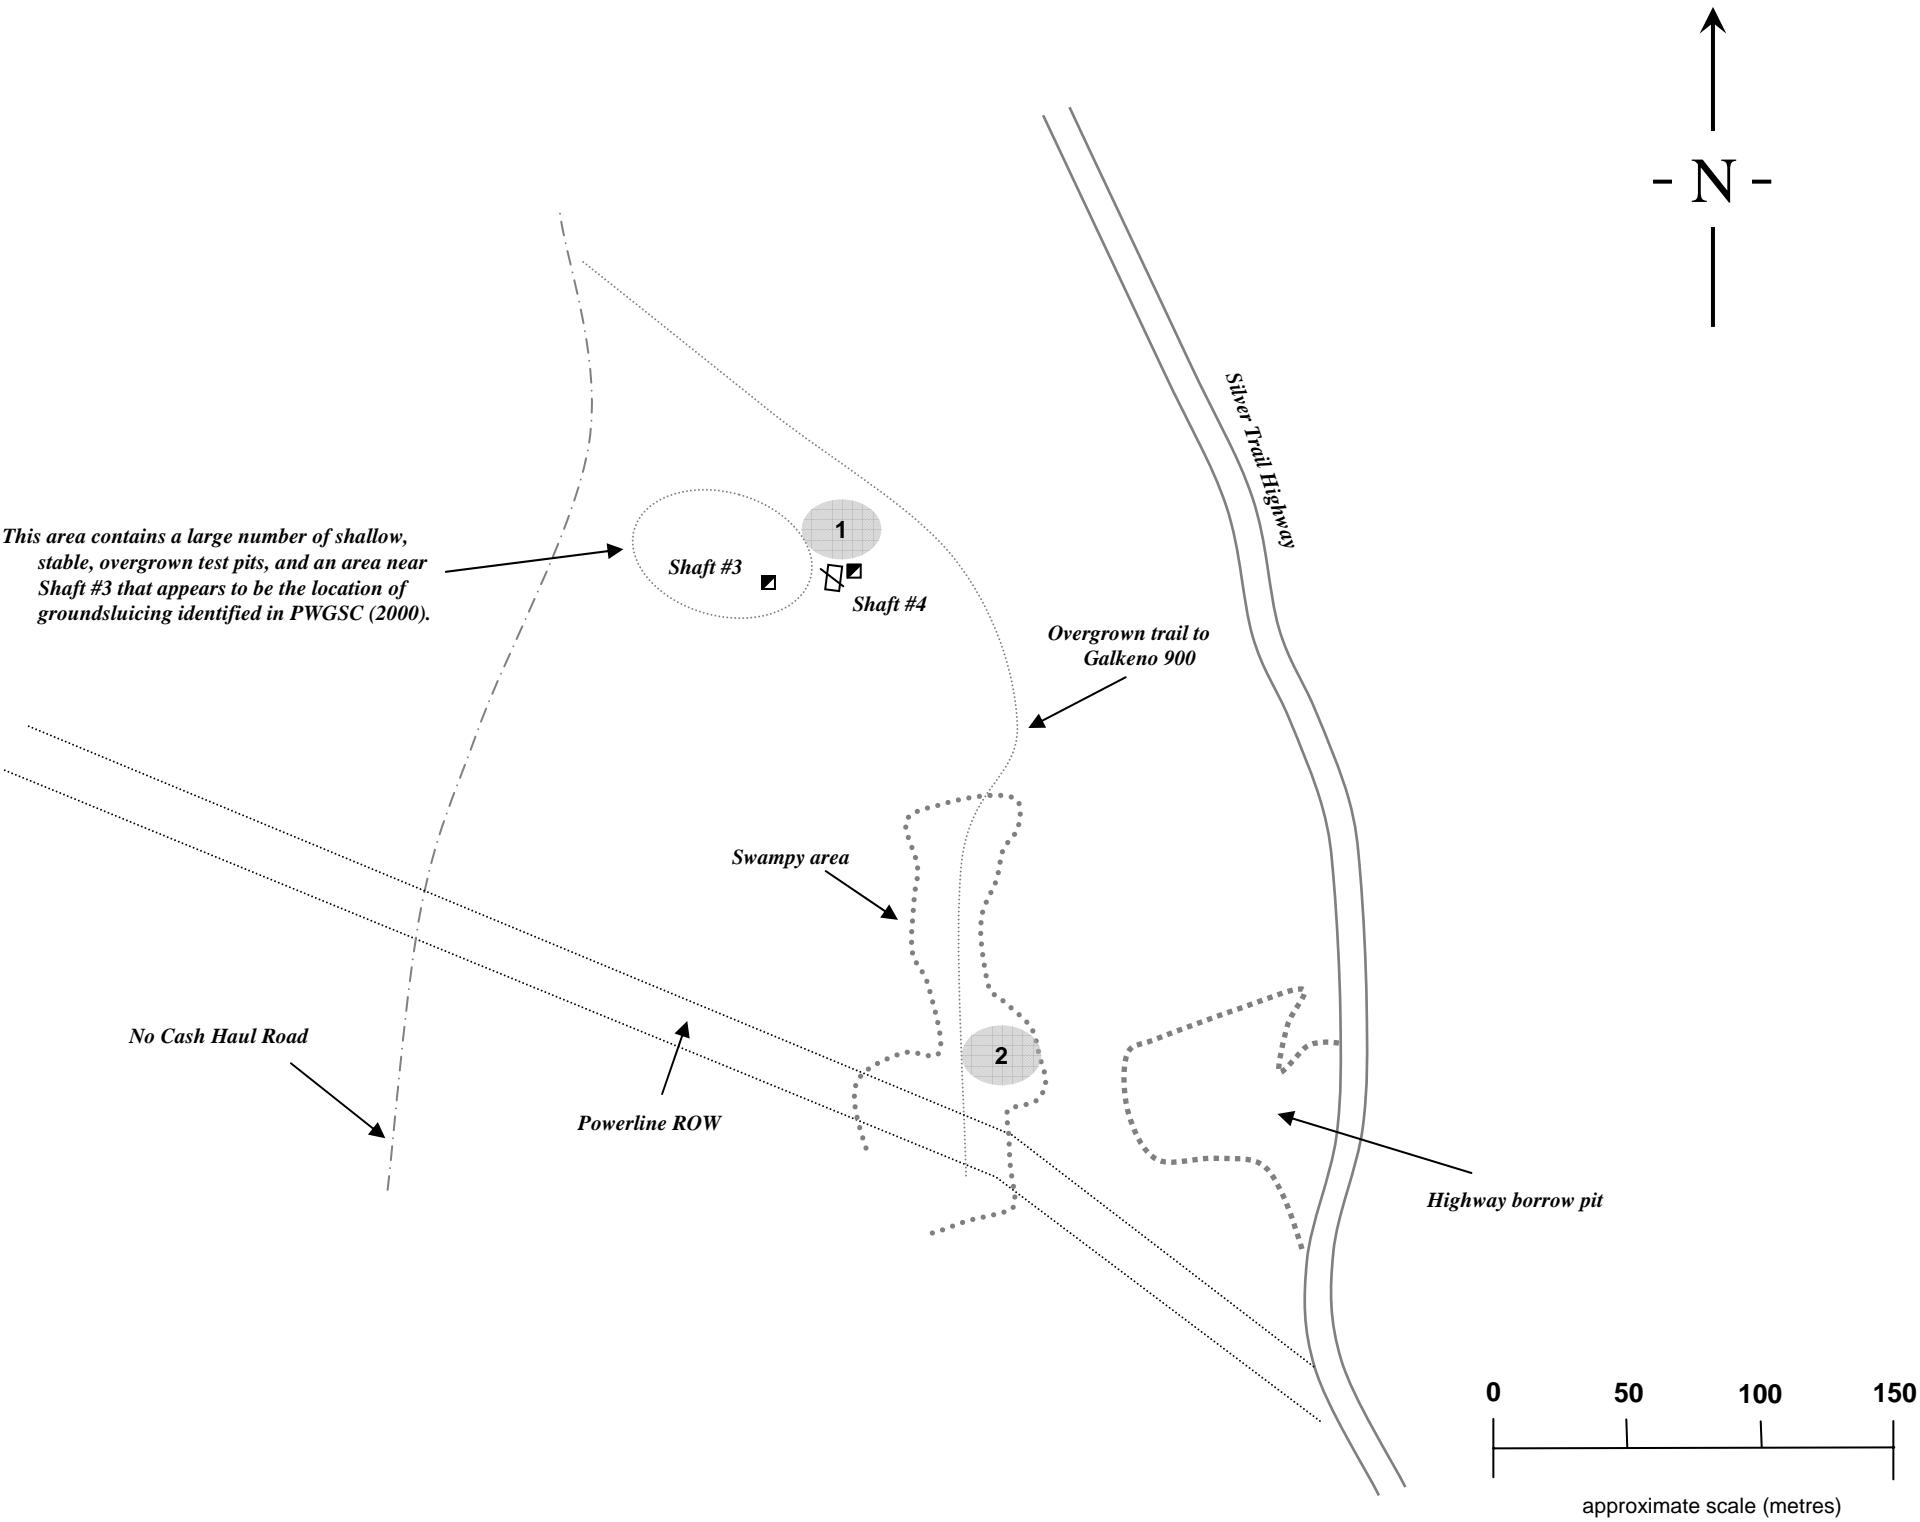 - N -
Silver Trail Highway
1
This area contains a large number of shallow,
stable, overgrown test pits, and an area near
Shaft #3 that appears to be the location of
groundsluicing identified in PWGSC (2000).
Shaft #3
Shaft #4
Overgrown trail to
Galkeno 900
Swampy area
No Cash Haul Road
2
Powerline ROW
Highway borrow pit
0 50 100 150
approximate scale (metres)